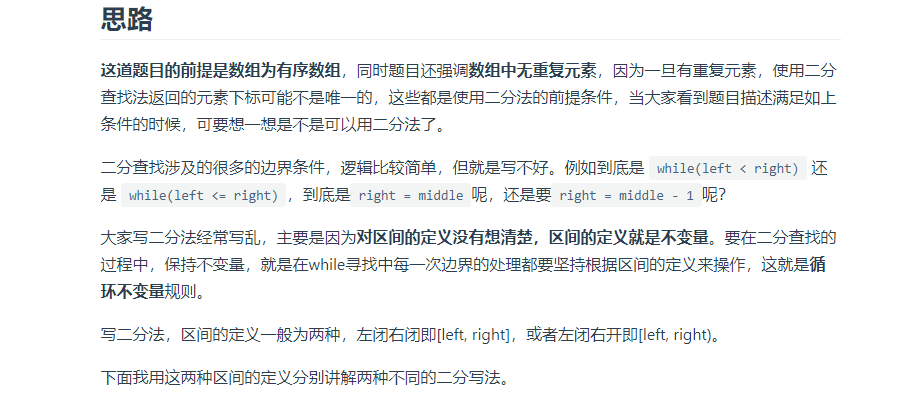 思路
这道题目的前提是数组为有序数组，同时题目还强调数组中无重复元素，因为一旦有重复元素，使用二分
查找法返回的元素下标可能不是唯一的，这些都是使用二分法的前提条件，当大家看到题目描述满足如上
条件的时候，可要想一想是不是可以用二分法了。
二分查找涉及的很多的边界条件，逻辑比较简单，但就是写不好。例如到底是 while(left < right) 还
是 while(left <= right) ，到底是 right = middle 呢，还是要 right = middle - 1 呢？
大家写二分法经常写乱，主要是因为对区间的定义没有想清楚，区间的定义就是不变量。要在二分查找的
过程中，保持不变量，就是在while寻找中每一次边界的处理都要坚持根据区间的定义来操作，这就是循
环不变量规则。
写二分法，区间的定义一般为两种，左闭右闭即[left, right]，或者左闭右开即[left, right)。
下面我用这两种区间的定义分别讲解两种不同的二分写法。